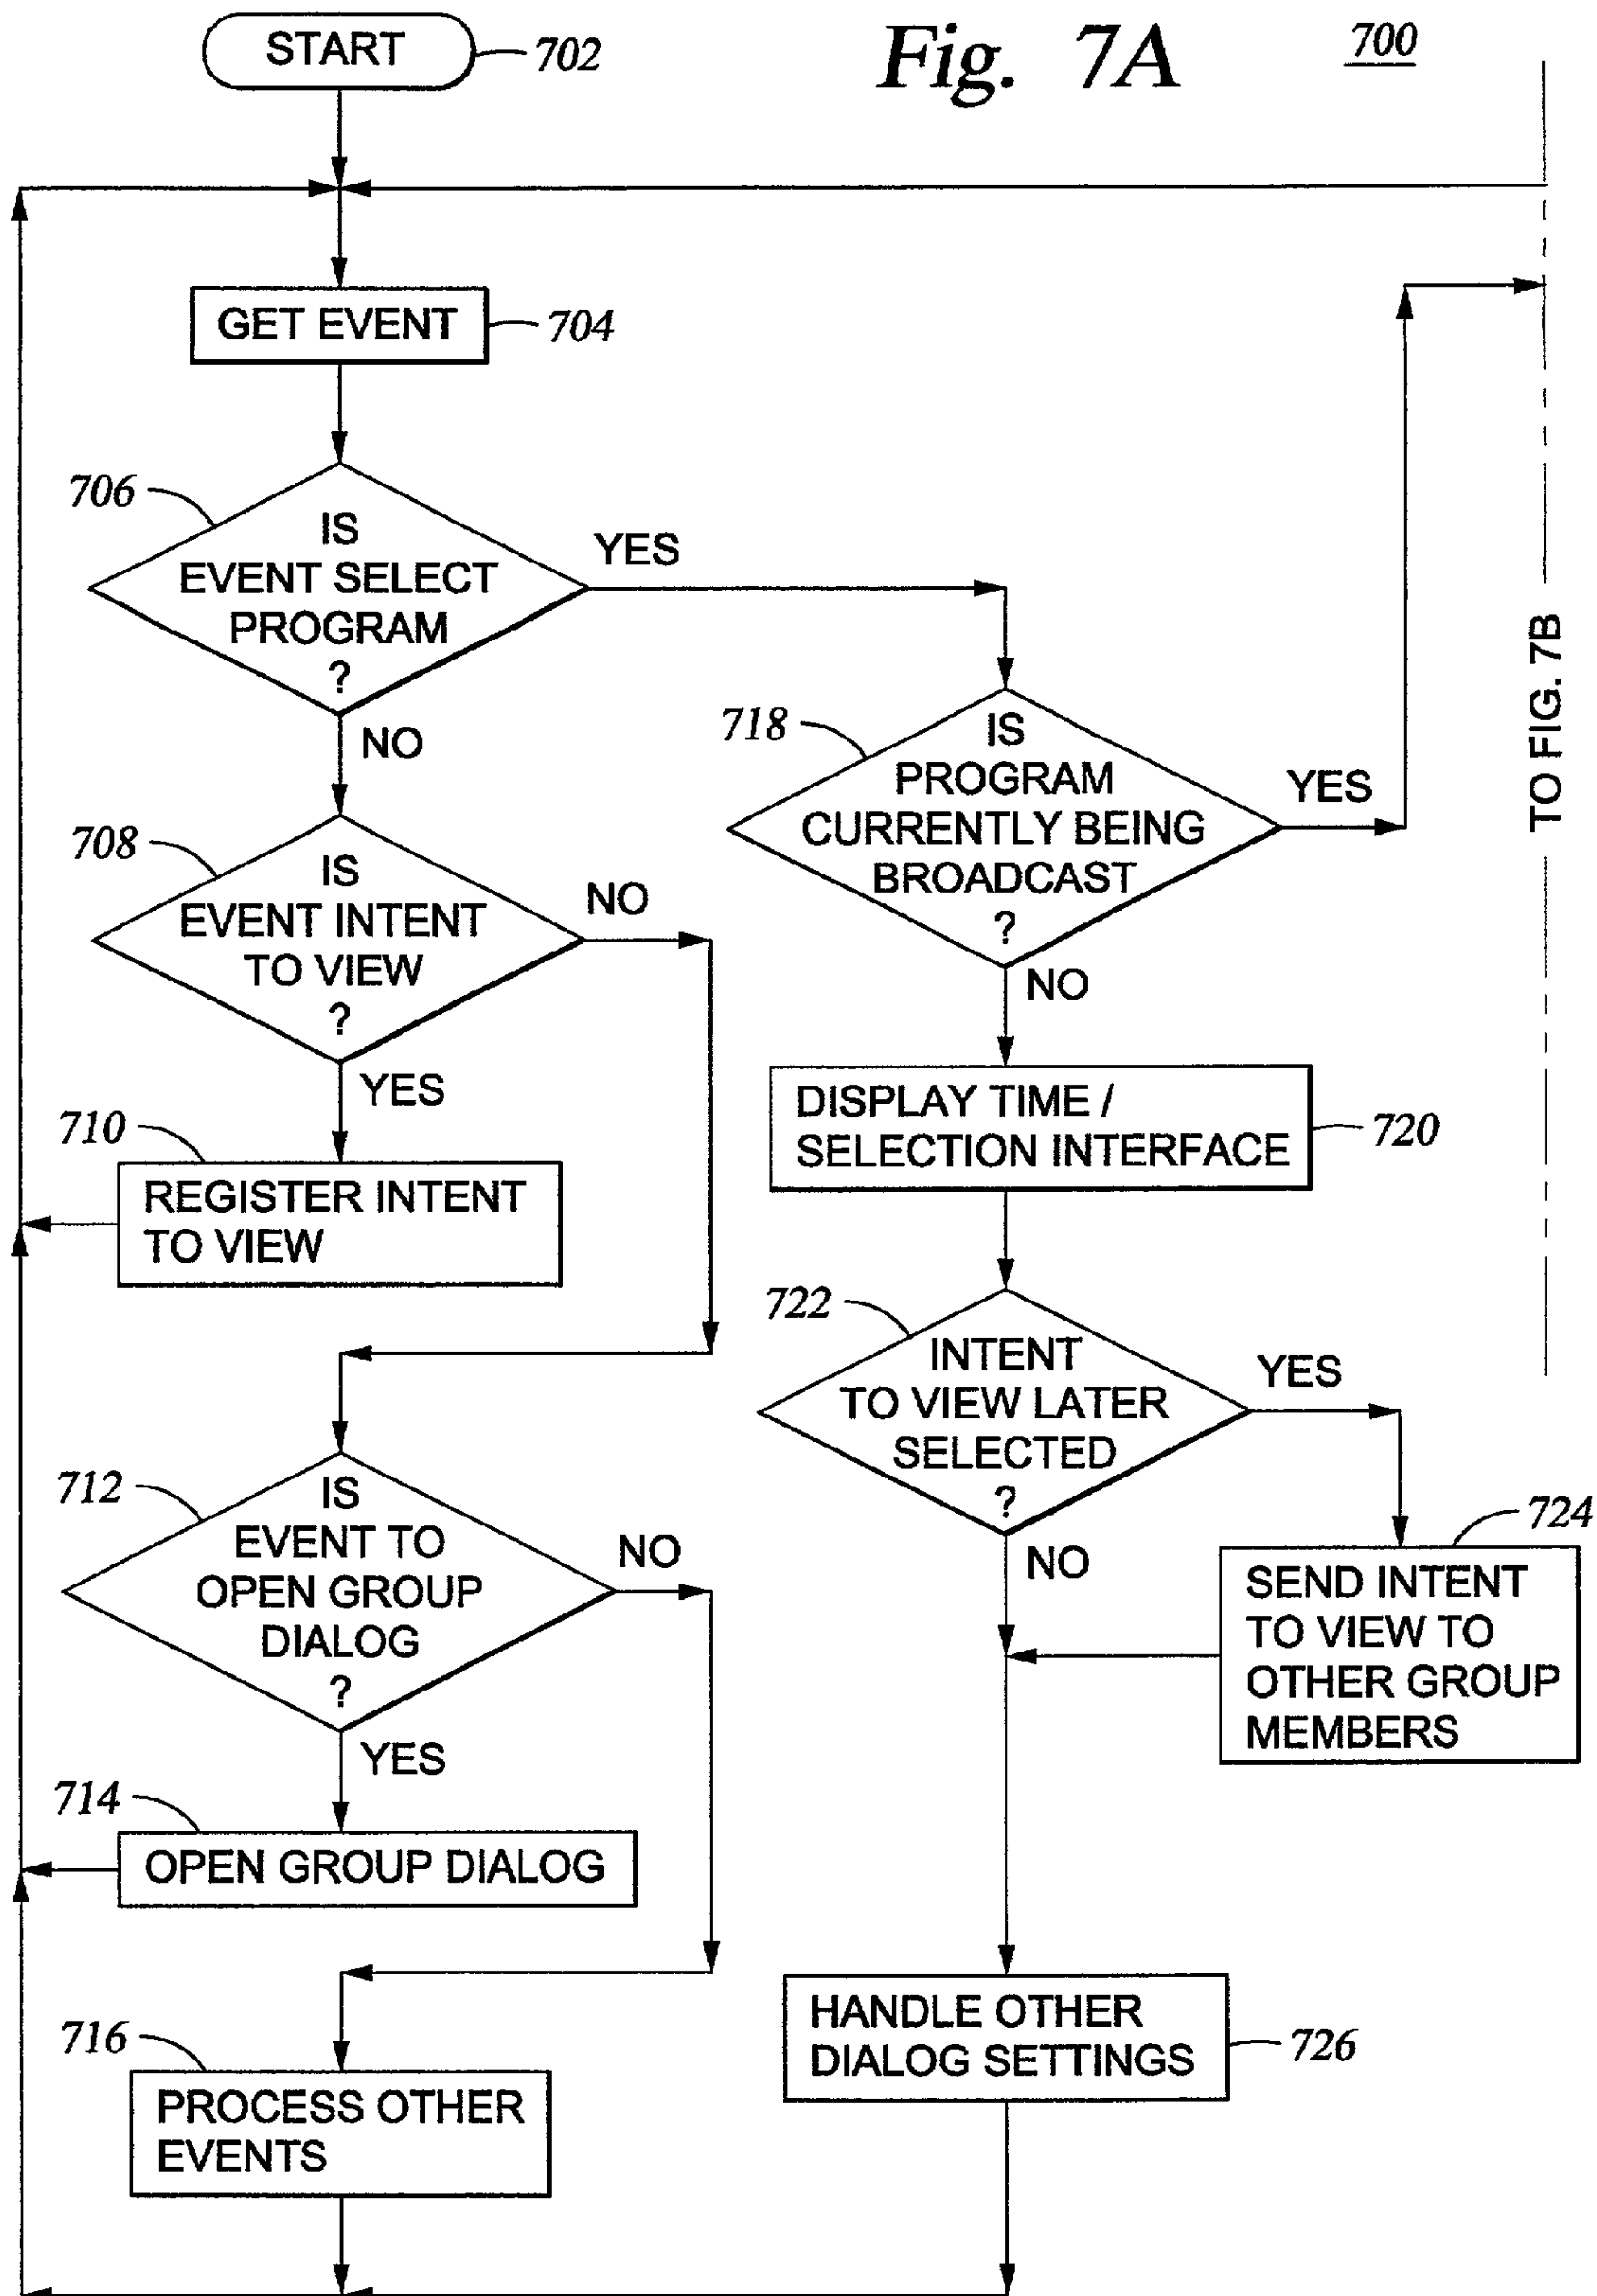 START
702
Fig. 7A
700
GET EVENT
704
706
IS
EVENT SELECT
PROGRAM
?
YES
NO
718
IS
PROGRAM
CURRENTLY BEING
BROADCAST
?
YES
NO
TO FIG. 7B
708
IS
EVENT INTENT
TO VIEW
?
NO
YES
710
REGISTER INTENT
TO VIEW
DISPLAY TIME /
SELECTION INTERFACE
720
722
INTENT
TO VIEW LATER
SELECTED
?
YES
NO
724
SEND INTENT
TO VIEW TO
OTHER GROUP
MEMBERS
712
IS
EVENT TO
OPEN GROUP
DIALOG
?
NO
YES
714
OPEN GROUP DIALOG
716
PROCESS OTHER
EVENTS
HANDLE OTHER
DIALOG SETTINGS
726